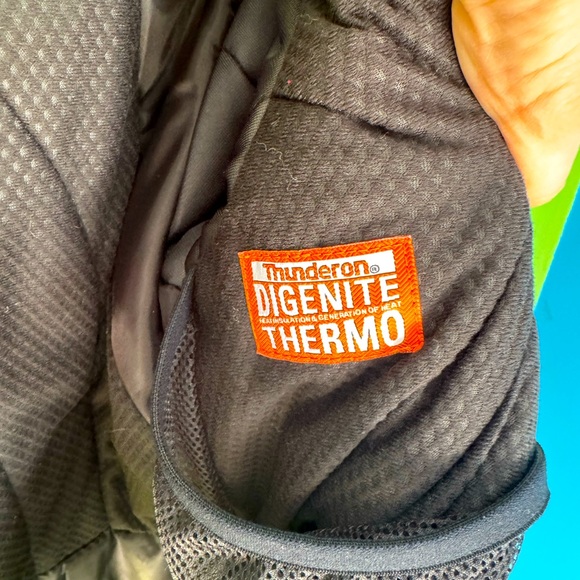 Thunderon®
DIGENITE
HEAT INSULATION & GENERATION OF HEAT
THERMO